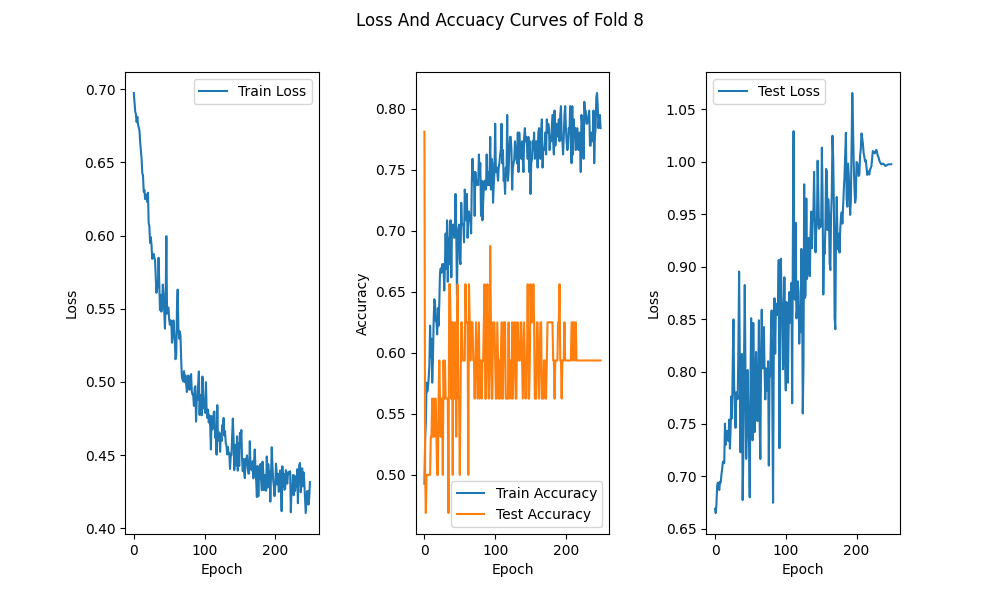 Loss And Accuacy Curves of Fold 8
Train Loss
0.70
0.65
0.60
0.55
0.50
0.45
0.40
Loss
0 100 200
Epoch
0.80
0.75
0.70
0.65
0.60
0.55
0.50
Accuracy
Train Accuracy
Test Accuracy
0 100 200
Epoch
Test Loss
1.05
1.00
0.95
0.90
0.85
0.80
0.75
0.70
0.65
Loss
0 100 200
Epoch